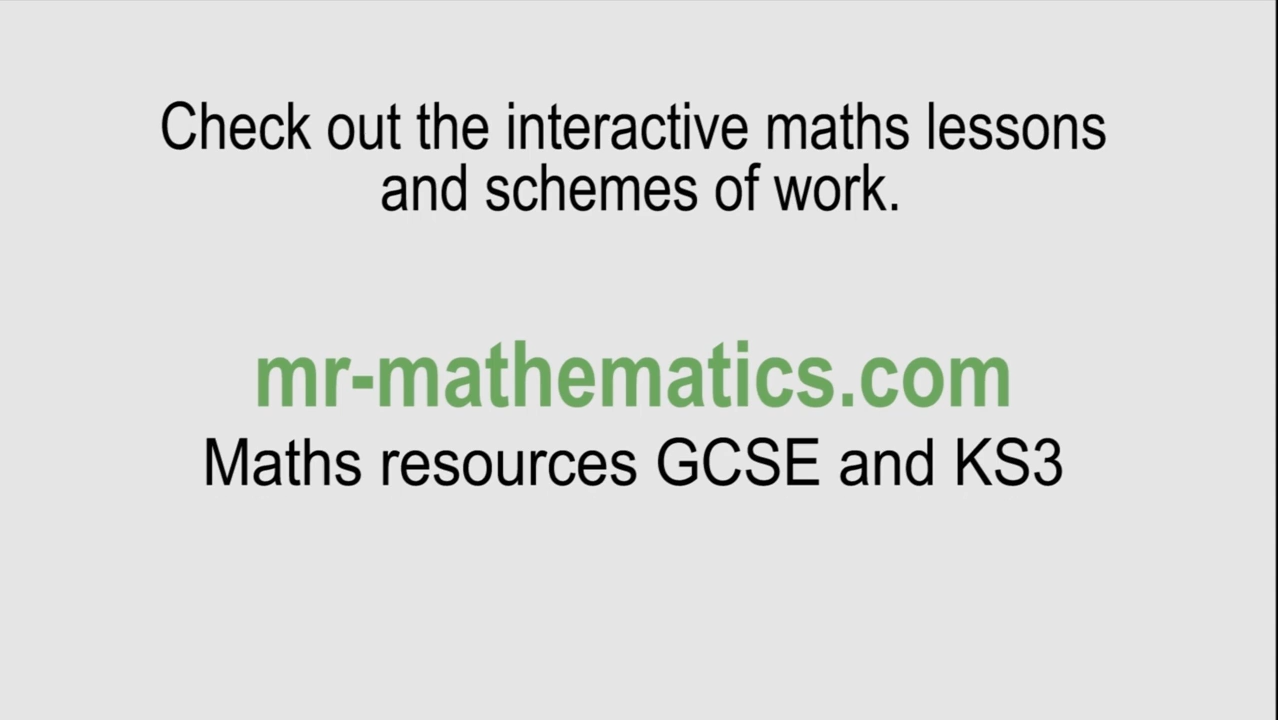 Check out the interactive maths lessons
and schemes of work.
mr-mathematics.com
Maths resources GCSE and KS3